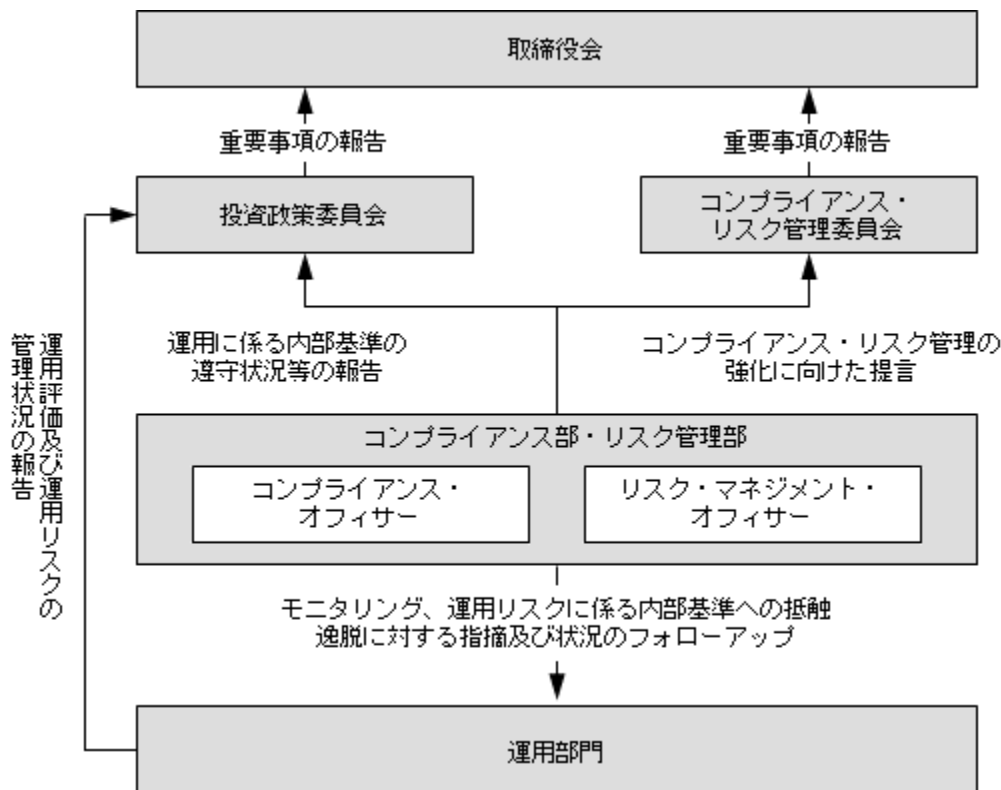 取締役会
重要事項の報告
重要事項の報告
投資政策委員会
コンプライアンス・
リスク管理委員会
運用に係る内部基準の
遵守状況等の報告
コンプライアンス・リスク管理の
強化に向けた提言
運用評価及び運用リスクの
管理状況の報告
コンプライアンス部・リスク管理部
コンプライアンス・
オフィサー
リスク・マネジメント・
オフィサー
モニタリング、運用リスクに係る内部基準への抵触
逸脱に対する指摘及び状況のフォローアップ
運用部門